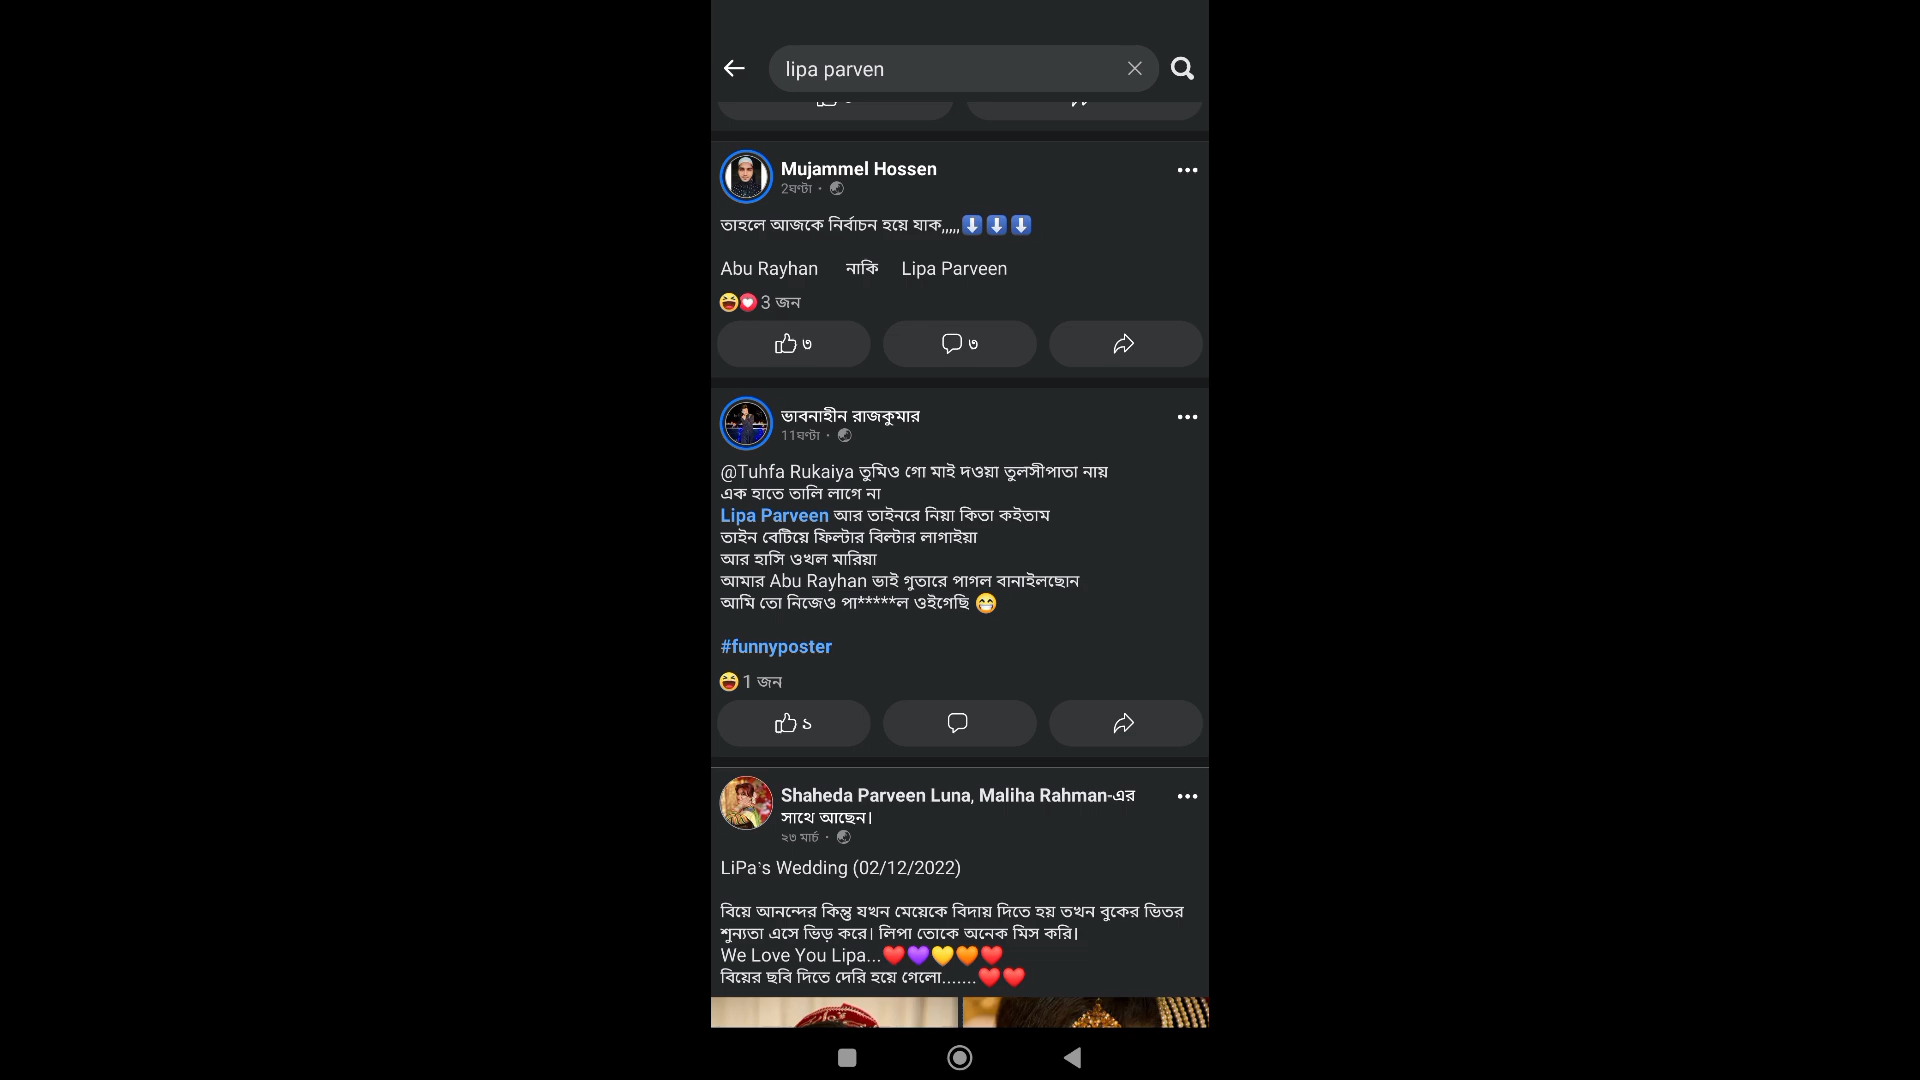 lipa parven
Mujammel Hossen
2ঘণ্টা ·
তাহলে আজকে নির্বাচন হয়ে যাক,,,,,⬇️⬇️⬇️
Abu Rayhan নাকি Lipa Parveen
3 জন
৩ ৩
ভাবনাহীন রাজকুমার
11ঘণ্টা ·
@Tuhfa Rukaiya তুমিও গো মাই দওয়া তুলসীপাতা নায়
এক হাতে তালি লাগে না
Lipa Parveen আর তাইনরে নিয়া কিতা কইতাম
তাইন বেটিয়ে ফিল্টার বিল্টার লাগাইয়া
আর হাসি ওখল মারিয়া
আমার Abu Rayhan ভাই গুতারে পাগল বানাইলছোন
আমি তো নিজেও পা*****ল ওইগেছি 😁
#funnyposter
1 জন
১
Shaheda Parveen Luna, Maliha Rahman-এর
সাথে আছেন।
২৩ মার্চ ·
LiPa's Wedding (02/12/2022)
বিয়ে আনন্দের কিন্তু যখন মেয়েকে বিদায় দিতে হয় তখন বুকের ভিতর
শুন্যতা এসে ভিড় করে। লিপা তোকে অনেক মিস করি।
We Love You Lipa...❤️💜💛🧡❤️
বিয়ের ছবি দিতে দেরি হয়ে গেলো.......❤️❤️